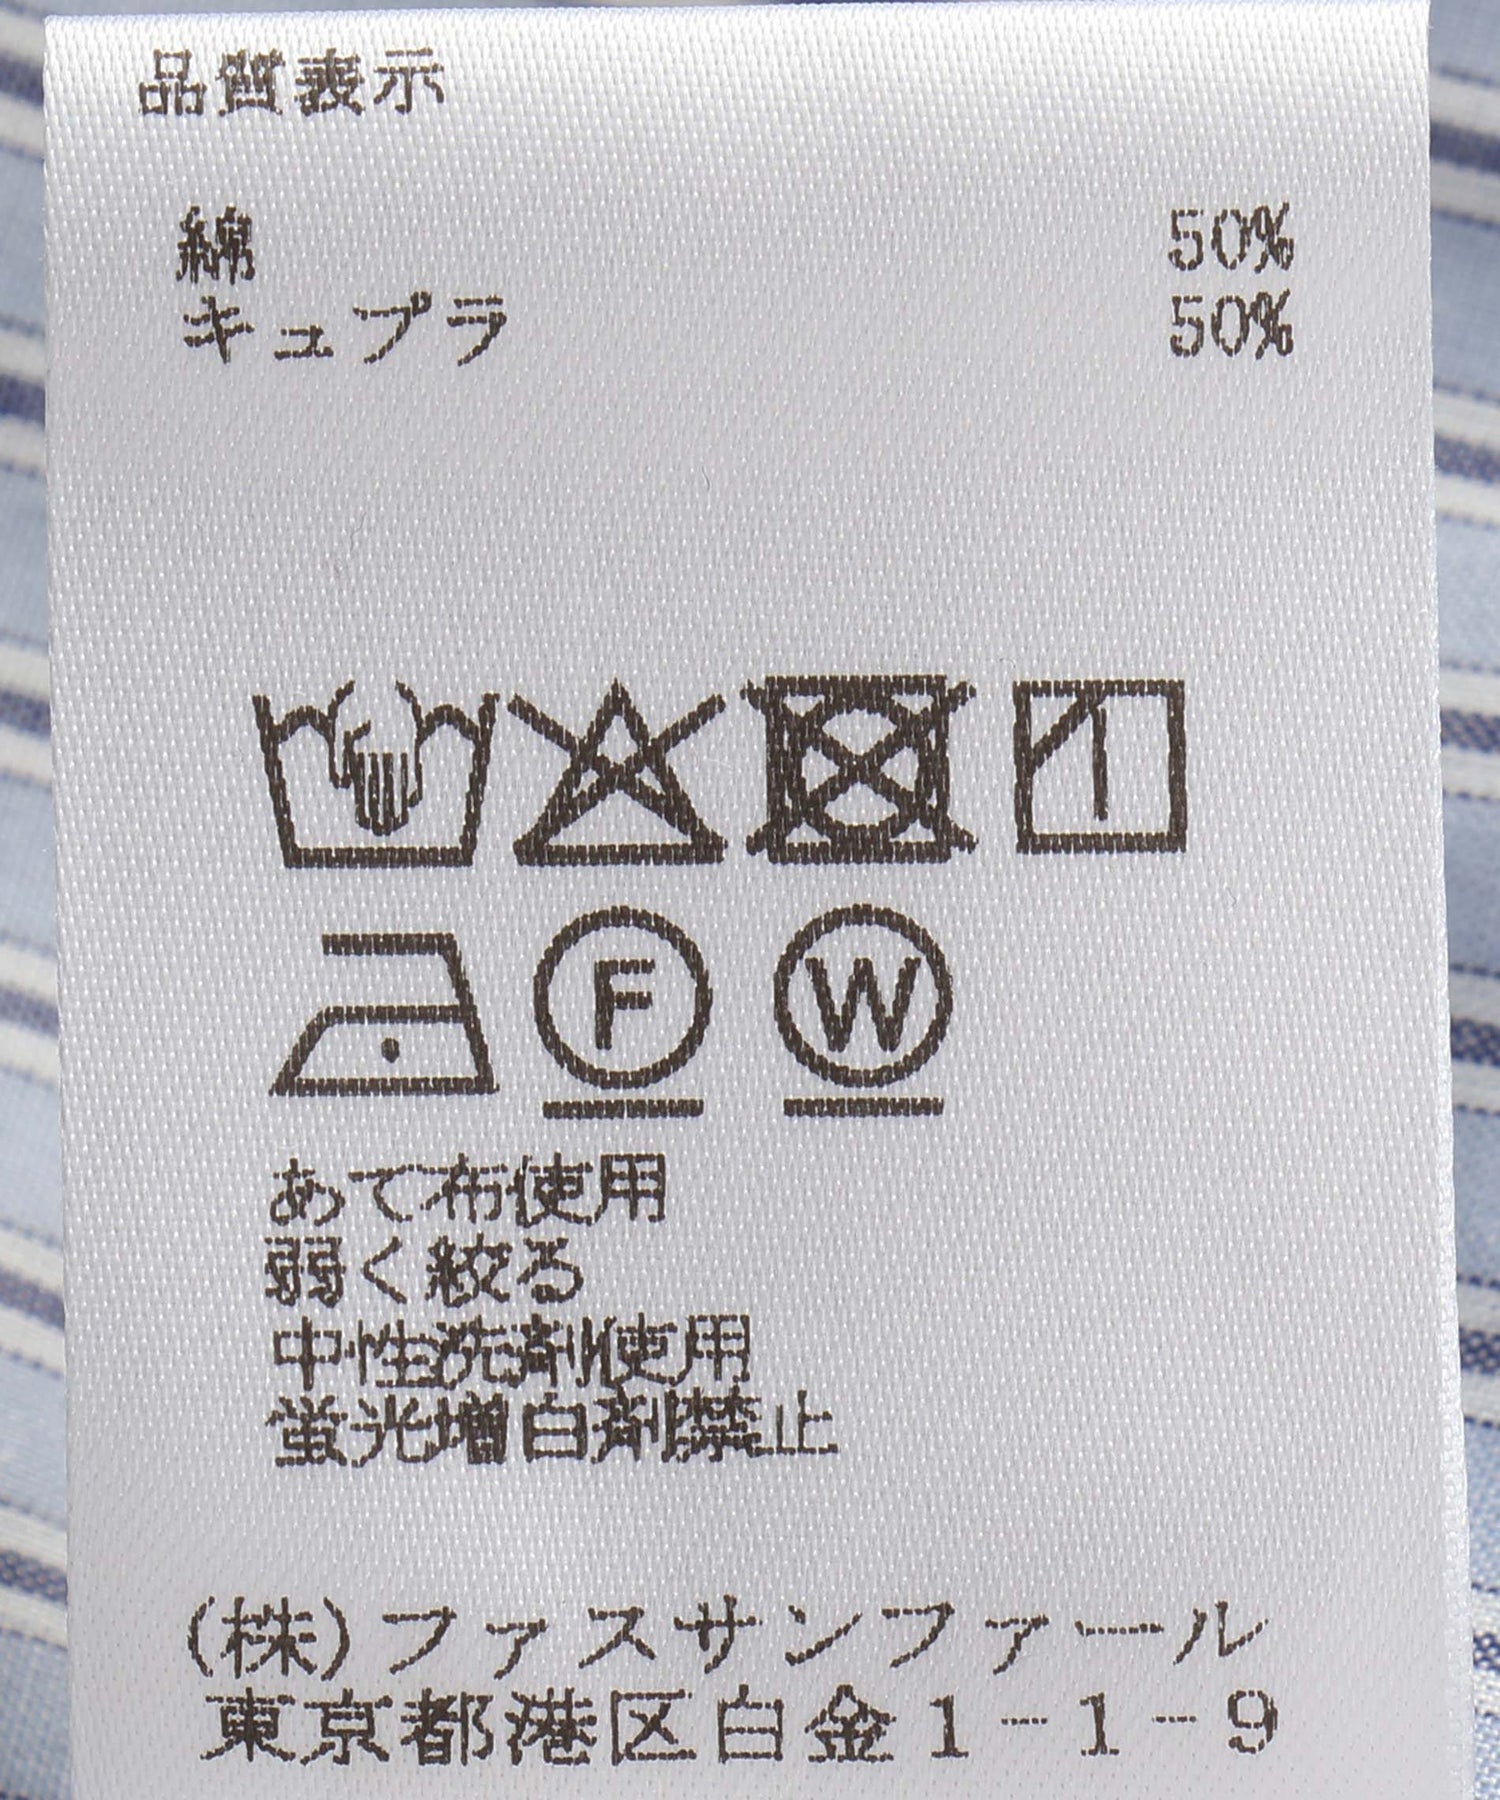 品質表示
綿 50%
キュプラ 50%
F W
あて布使用
弱く絞る
中性洗剤使用
蛍光増白剤禁止
(株)ファスサンファール
東京都港区白金1-1-9